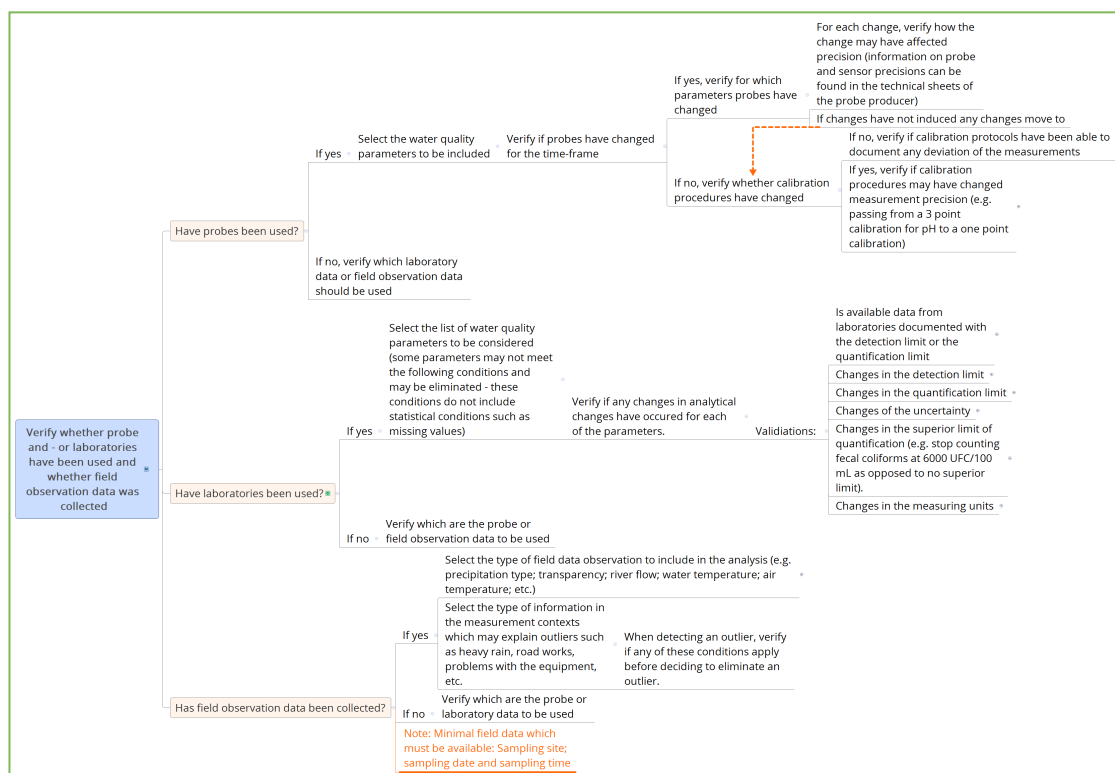 Verify whether probe
and - or laboratories
have been used and
whether field
observation data was
collected
Have probes been used?
If yes
Select the water quality
parameters to be included
Verify if probes have changed
for the time-frame
If yes, verify for which
parameters probes have
changed
For each change, verify how the
change may have affected
precision (information on probe
and sensor precisions can be
found in the technical sheets of
the probe producer)
If changes have not induced any changes move to
If no, verify whether calibration
procedures have changed
If no, verify if calibration protocols have been able to
document any deviation of the measurements
If yes, verify if calibration
procedures may have changed
measurement precision (e.g.
passing from a 3 point
calibration for pH to a one point
calibration)
If no, verify which laboratory
data or field observation data
should be used
Have laboratories been used?
If yes
Select the list of water quality
parameters to be considered
(some parameters may not meet
the following conditions and
may be eliminated - these
conditions do not include
statistical conditions such as
missing values)
Verify if any changes in analytical
changes have occured for each
of the parameters.
Validiations:
Is available data from
laboratories documented with
the detection limit or the
quantification limit
Changes in the detection limit
Changes in the quantification limit
Changes of the uncertainty
Changes in the superior limit of
quantification (e.g. stop counting
fecal coliforms at 6000 UFC/100
mL as opposed to no superior
limit).
Changes in the measuring units
If no
Verify which are the probe or
field observation data to be used
Has field observation data been collected?
If yes
Select the type of field data observation to include in the analysis (e.g.
precipitation type; transparency; river flow; water temperature; air
temperature; etc.)
Select the type of information in
the measurement contexts
which may explain outliers such
as heavy rain, road works,
problems with the equipment,
etc.
When detecting an outlier, verify
if any of these conditions apply
before deciding to eliminate an
outlier.
If no
Verify which are the probe or
laboratory data to be used
Note: Minimal field data which
must be available: Sampling site;
sampling date and sampling time